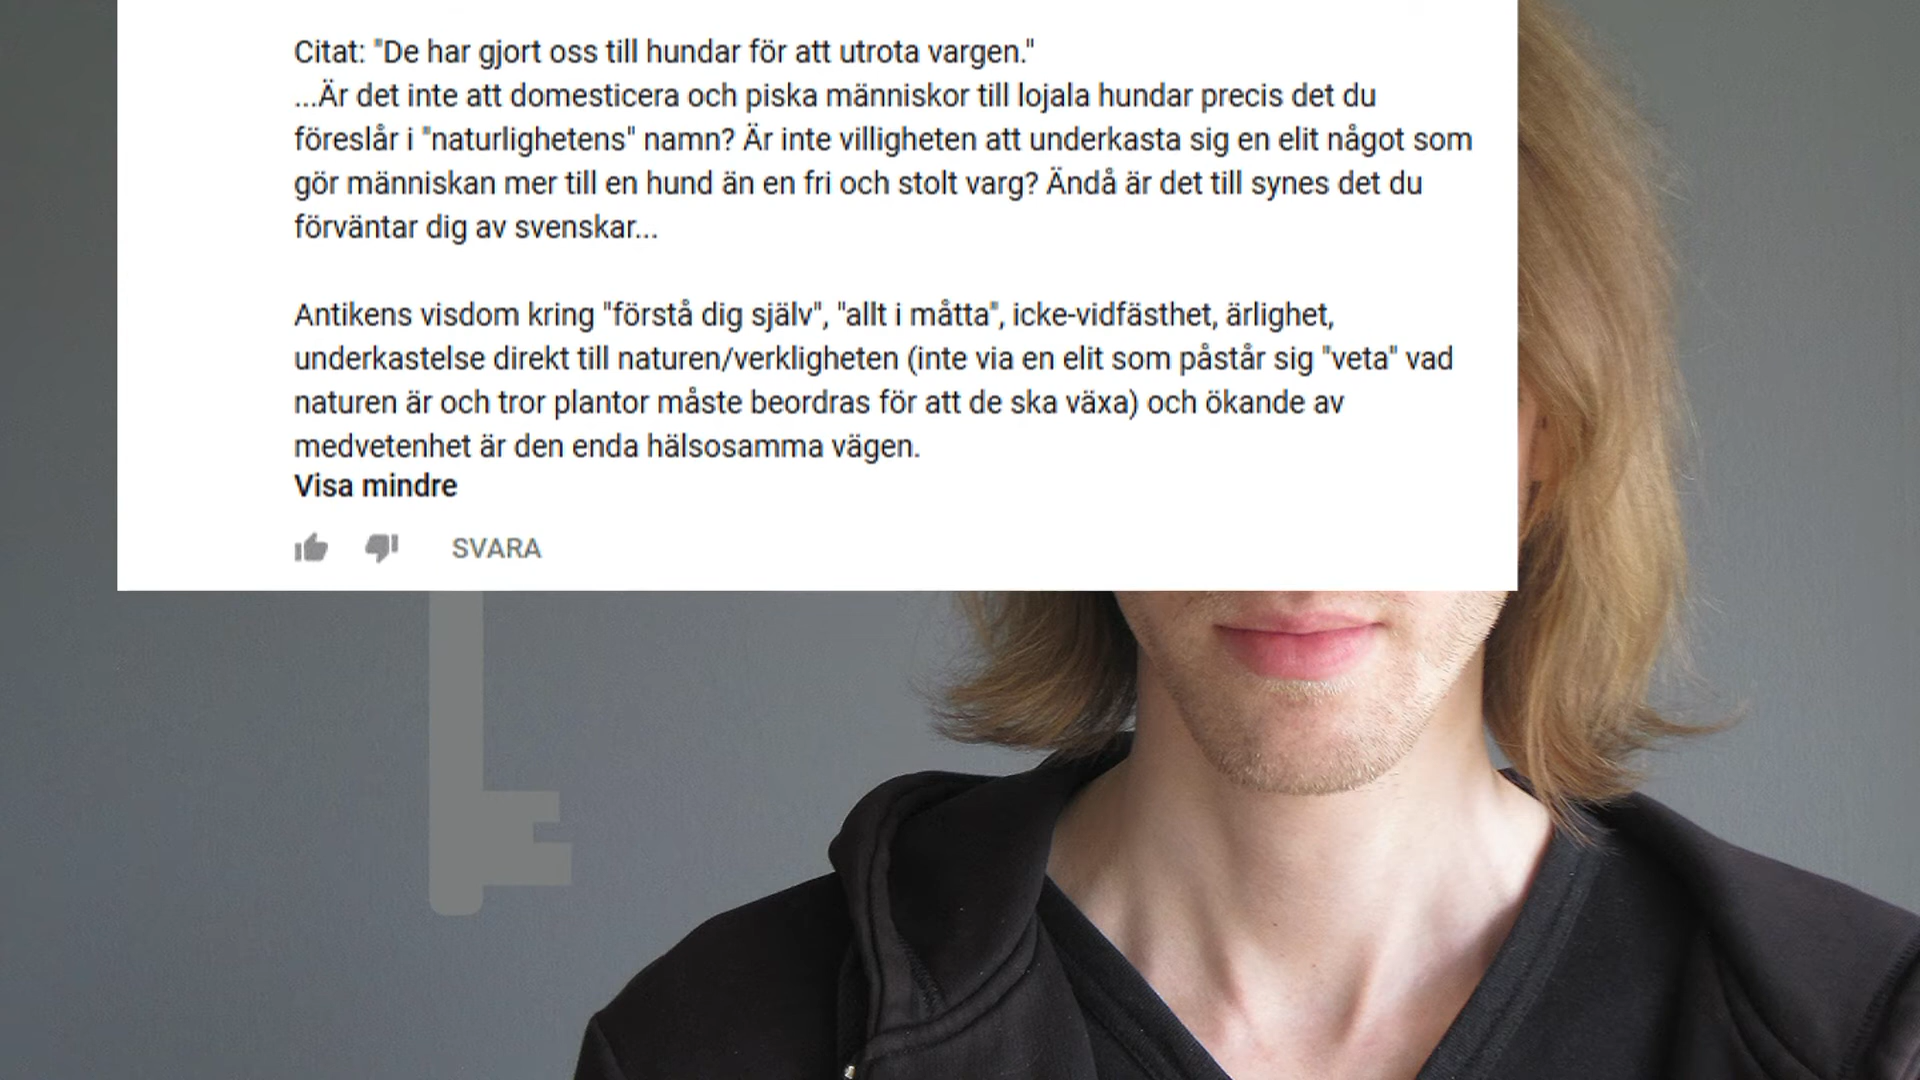 Citat: "De har gjort oss till hundar för att utrota vargen."
...Är det inte att domesticera och piska människor till lojala hundar precis det du
föreslår i "naturlighetens" namn? Är inte villigheten att underkasta sig en elit något som
gör människan mer till en hund än en fri och stolt varg? Ändå är det till synes det du
förväntar dig av svenskar...
Antikens visdom kring "förstå dig själv", "allt i måtta", icke-vidfästhet, ärlighet,
underkastelse direkt till naturen/verkligheten (inte via en elit som påstår sig "veta" vad
naturen är och tror plantor måste beordras för att de ska växa) och ökande av
medvetenhet är den enda hälsosamma vägen.
Visa mindre
SVARA